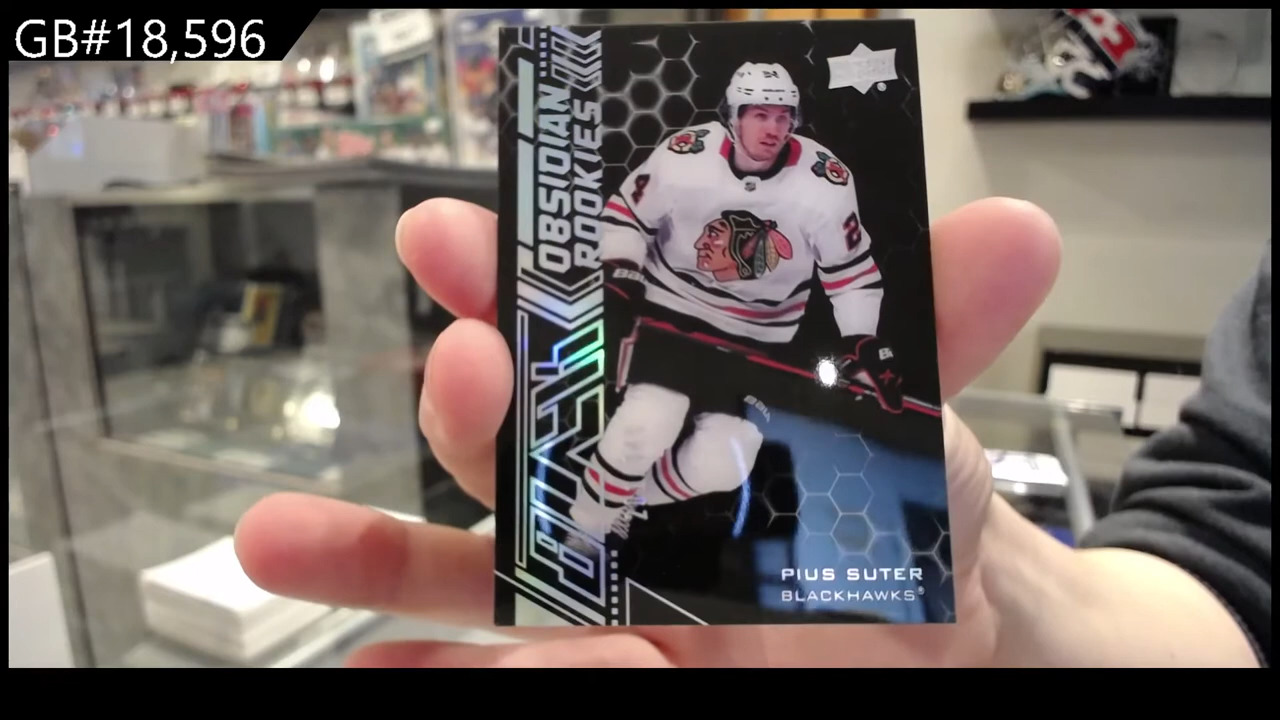 GB#18,596
OBSIDIAN
ROOKIES
PIUS SUTER
BLACKHAWKS®